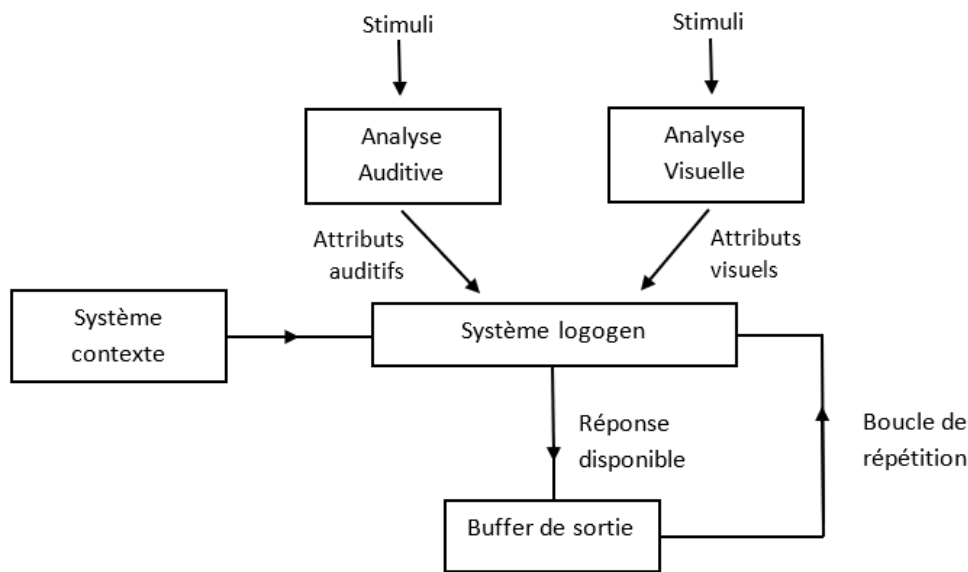 Stimuli
Stimuli
Analyse
Auditive
Analyse
Visuelle
Attributs
auditifs
Attributs
visuels
Système
contexte
Système logogen
Réponse
disponible
Boucle de
répétition
Buffer de sortie